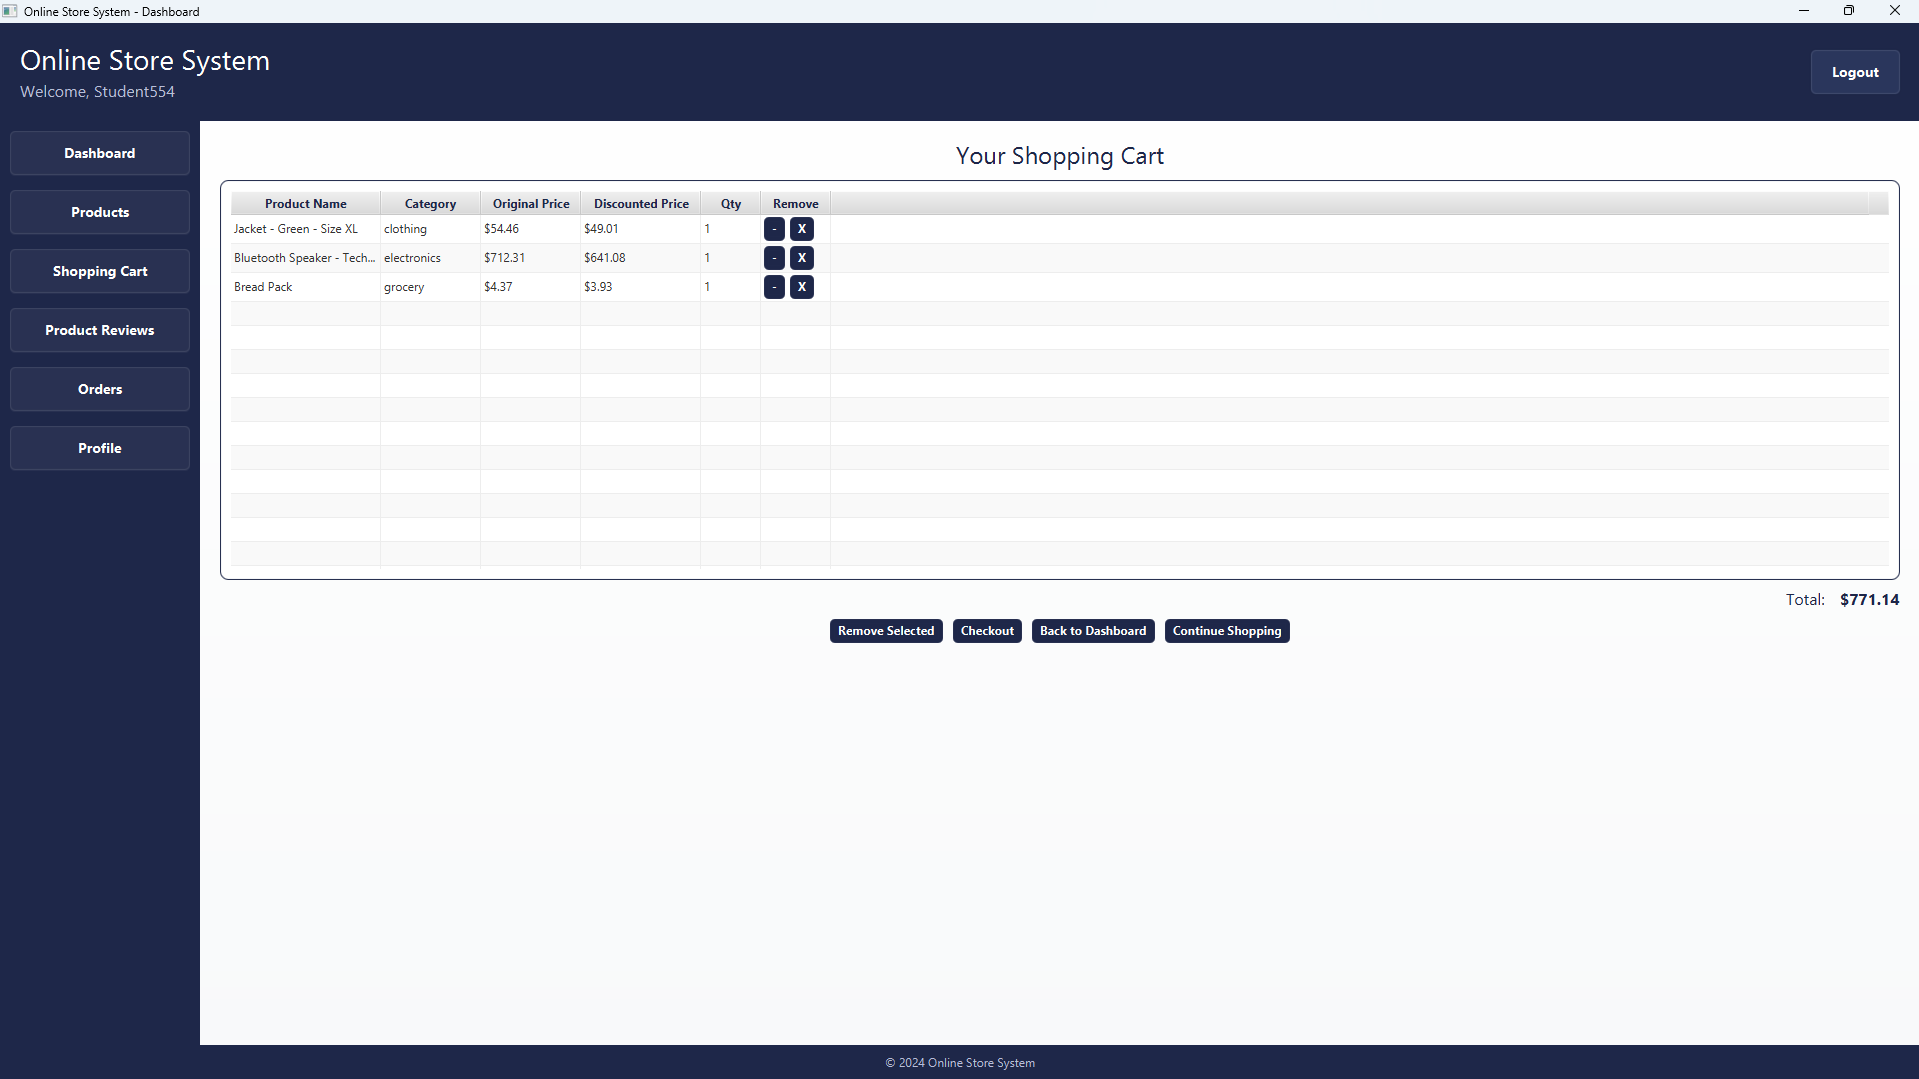 Online Store System - Dashboard
Online Store System
Welcome, Student554
Logout
Dashboard
Products
Shopping Cart
Product Reviews
Orders
Profile
Your Shopping Cart
Product Name Category Original Price Discounted Price Qty Remove
Jacket - Green - Size XL clothing $54.46 $49.01 1 - X
Bluetooth Speaker - Tech... electronics $712.31 $641.08 1 - X
Bread Pack grocery $4.37 $3.93 1 - X
Total: $771.14
Remove Selected Checkout Back to Dashboard Continue Shopping
© 2024 Online Store System